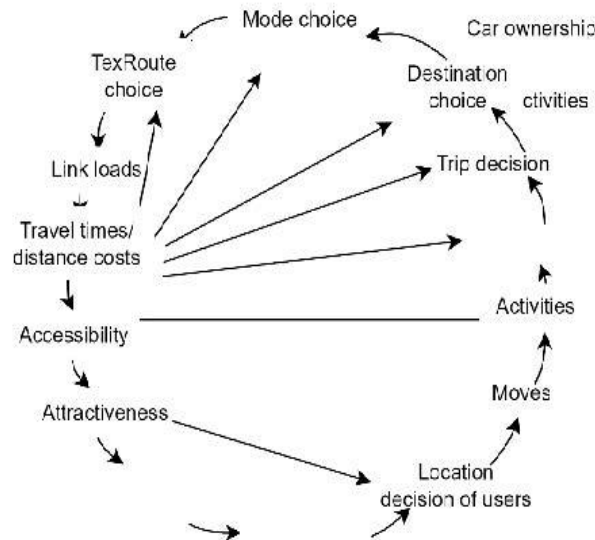 Mode choice
Car ownership
TexRoute
choice
Destination
choice
ctivities
Trip decision
Link loads
Travel times/
distance costs
Activities
Accessibility
Moves
Attractiveness
Location
decision of users